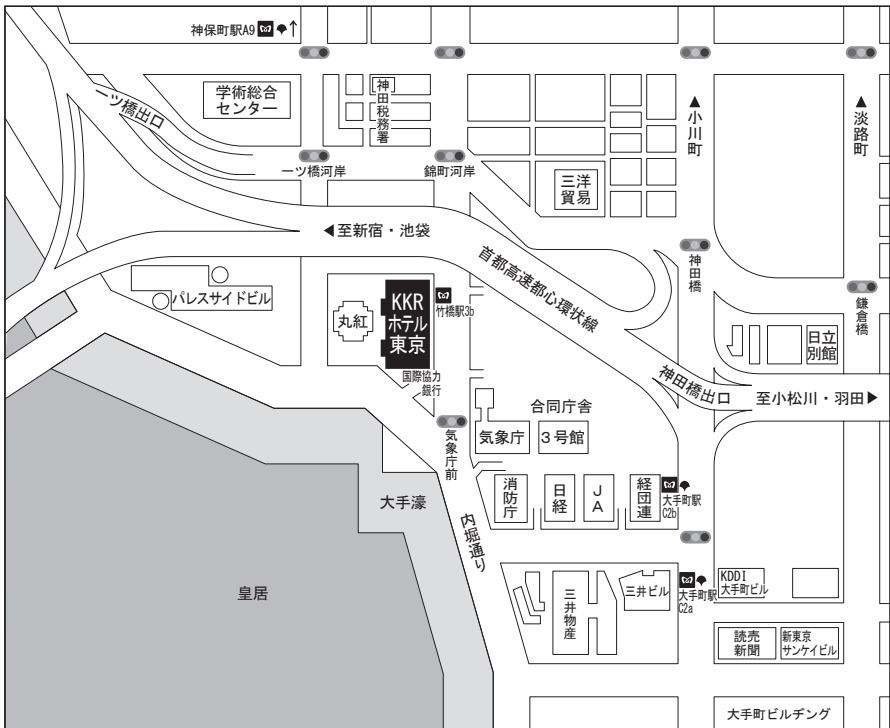 神保町駅A9
↑
学術総合
センター
神田税務署
一ツ橋出口
▲小川町
▲淡路町
一ツ橋河岸
錦町河岸
三洋
貿易
◀至新宿・池袋
首都高速都心環状線
神田橋
鎌倉橋
パレスサイドビル
丸紅
KKR
ホテル
東京
竹橋駅3b
国際協力
銀行
日立
別館
神田橋出口
至小松川・羽田▶
合同庁舎
気象庁
3号館
気象庁前
消防庁
日経
JA
経団連
大手町駅
C2b
大手濠
内堀通り
皇居
三井物産
三井ビル
大手町駅
C2a
KDDI
大手町ビル
読売
新聞
新東京
サンケイビル
大手町ビルヂング